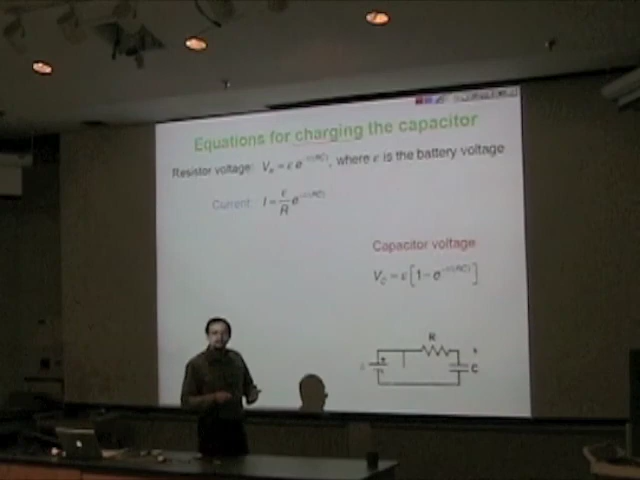 Equations for charging the capacitor
Resistor voltage: V_R = ε e^{-t/(RC)}, where ε is the battery voltage
Current: I = ε/R e^{-t/(RC)}
Capacitor voltage
V_C = ε[1 - e^{-t/(RC)}]
R
+
+
C